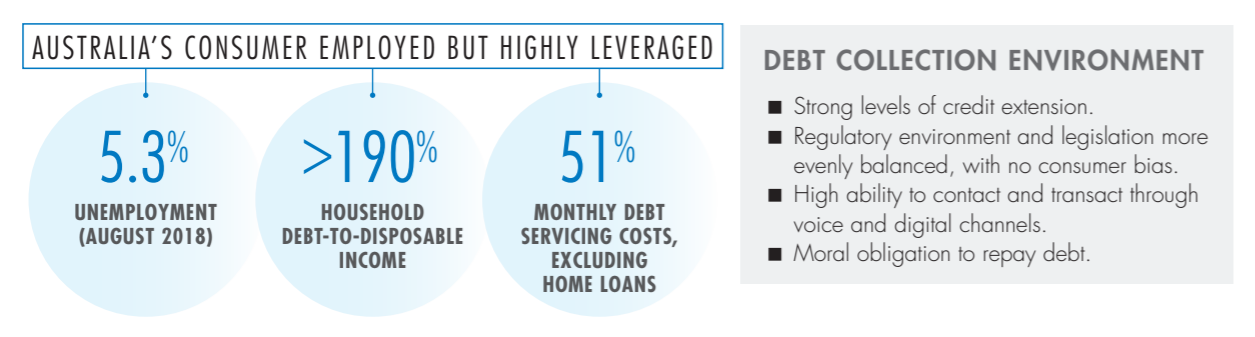 AUSTRALIA'S CONSUMER EMPLOYED BUT HIGHLY LEVERAGED
5.3%
UNEMPLOYMENT
(AUGUST 2018)
>190%
HOUSEHOLD
DEBT-TO-DISPOSABLE
INCOME
51%
MONTHLY DEBT
SERVICING COSTS,
EXCLUDING
HOME LOANS
DEBT COLLECTION ENVIRONMENT
■ Strong levels of credit extension.
■ Regulatory environment and legislation more
evenly balanced, with no consumer bias.
■ High ability to contact and transact through
voice and digital channels.
■ Moral obligation to repay debt.